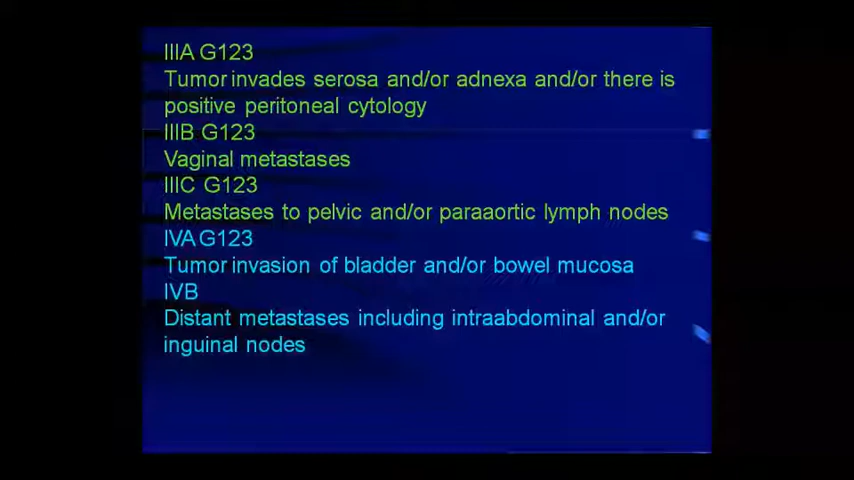 IIIA G123
Tumor invades serosa and/or adnexa and/or there is
positive peritoneal cytology
IIIB G123
Vaginal metastases
IIIC G123
Metastases to pelvic and/or paraaortic lymph nodes
IVA G123
Tumor invasion of bladder and/or bowel mucosa
IVB
Distant metastases including intraabdominal and/or
inguinal nodes